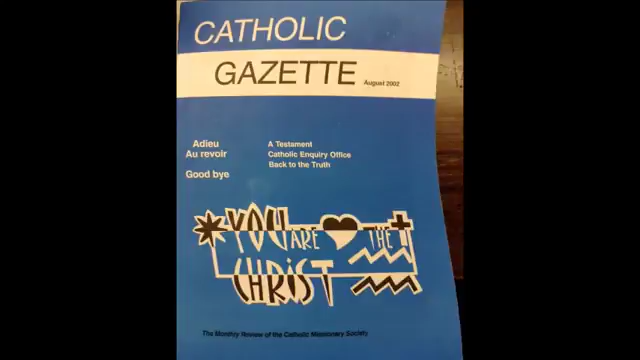 CATHOLIC
GAZETTE August 2002
Adieu
Au revoir
Good bye
A Testament
Catholic Enquiry Office
Back to the Truth
YOU ARE THE
CHRIST
The Monthly Review of the Catholic Missionary Society